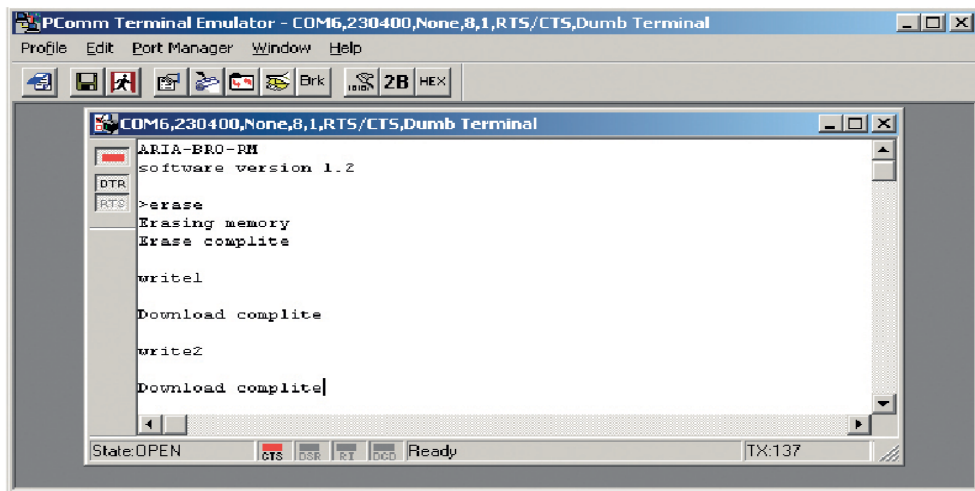 PComm Terminal Emulator - COM6,230400,None,8,1,RTS/CTS,Dumb Terminal
Profile Edit Port Manager Window Help
Brk 2B HEX
COM6,230400,None,8,1,RTS/CTS,Dumb Terminal
ARIA-BRO-RM
software version 1.2
DTR
RTS
>erase
Erasing memory
Erase complite
write1
Download complite
write2
Download complite
State:OPEN CTS DSR RI DCD Ready TX:137